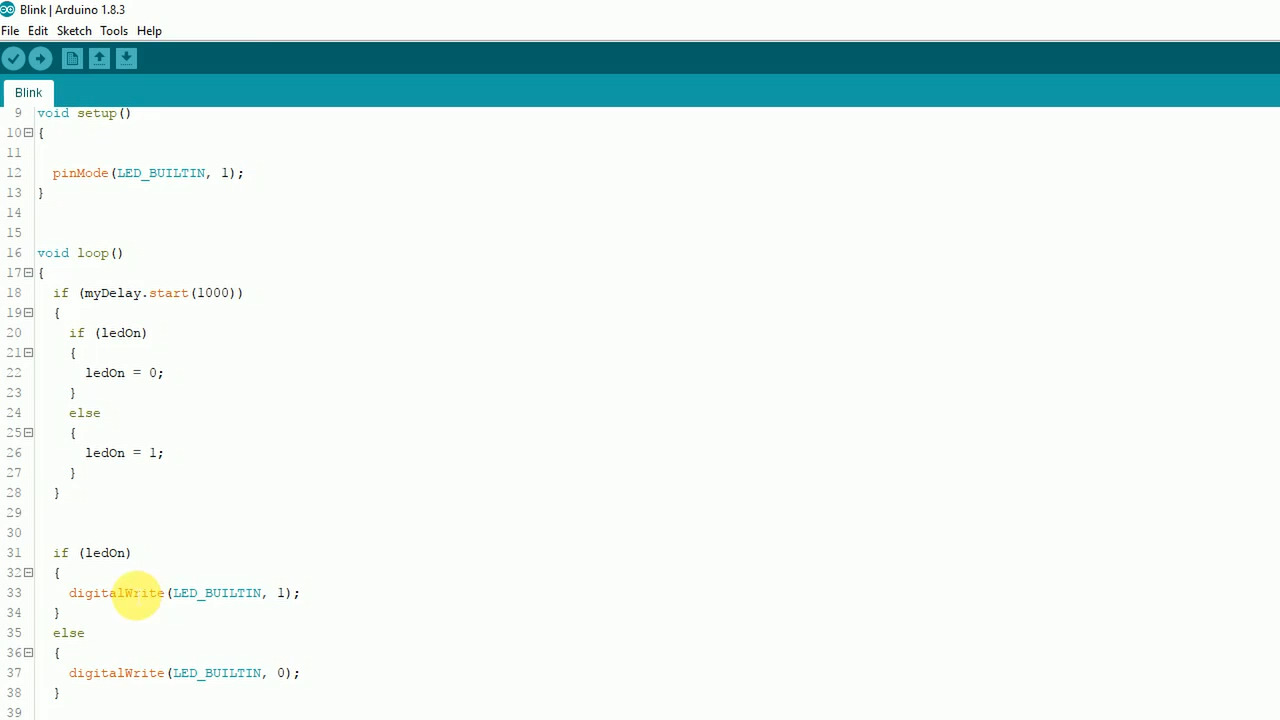 Blink | Arduino 1.8.3
File Edit Sketch Tools Help
Blink
9 void setup()
10 {
11
12 pinMode(LED_BUILTIN, 1);
13 }
14
15
16 void loop()
17 {
18 if (myDelay.start(1000))
19 {
20 if (ledOn)
21 {
22 ledOn = 0;
23 }
24 else
25 {
26 ledOn = 1;
27 }
28 }
29
30
31 if (ledOn)
32 {
33 digitalWrite(LED_BUILTIN, 1);
34 }
35 else
36 {
37 digitalWrite(LED_BUILTIN, 0);
38 }
39